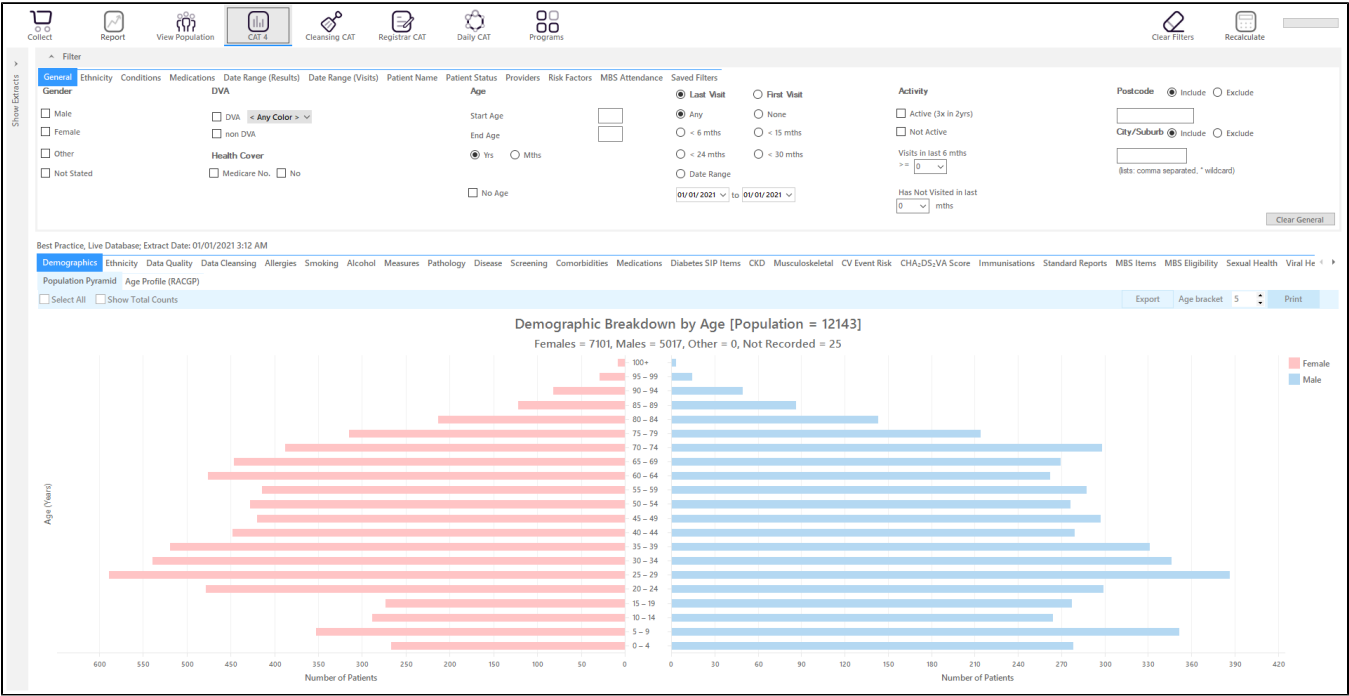 Collect Report View Population CAT 4 Cleansing CAT Registrar CAT Daily CAT Programs Clear Filters Recalculate
Show Extracts
Filter
General Ethnicity Conditions Medications Date Range (Results) Date Range (Visits) Patient Name Patient Status Providers Risk Factors MBS Attendance Saved Filters
Gender DVA Age Last Visit First Visit Activity Postcode Include Exclude
Male DVA < Any Color > Start Age Any None Active (3x in 2yrs)
Female non DVA End Age < 6 mths < 15 mths Not Active City/Suburb Include Exclude
Other Health Cover Yrs Mths < 24 mths < 30 mths Visits in last 6 mths
Not Stated Medicare No. No Date Range >= 0 (lists: comma separated, * wildcard)
No Age 01/01/2021 to 01/01/2021 Has Not Visited in last
0 mths
Clear General
Best Practice, Live Database; Extract Date: 01/01/2021 3:12 AM
Demographics Ethnicity Data Quality Data Cleansing Allergies Smoking Alcohol Measures Pathology Disease Screening Comorbidities Medications Diabetes SIP Items CKD Musculoskeletal CV Event Risk CHA₂DS₂VA Score Immunisations Standard Reports MBS Items MBS Eligibility Sexual Health Viral He
Population Pyramid Age Profile (RACGP)
Select All Show Total Counts Export Age bracket 5 Print
Demographic Breakdown by Age [Population = 12143]
Females = 7101, Males = 5017, Other = 0, Not Recorded = 25
Female
Male
100+
95 – 99
90 – 94
85 – 89
80 – 84
75 – 79
70 – 74
65 – 69
60 – 64
55 – 59
50 – 54
45 – 49
40 – 44
35 – 39
30 – 34
25 – 29
20 – 24
15 – 19
10 – 14
5 – 9
0 – 4
Age (Years)
600 550 500 450 400 350 300 250 200 150 100 50 0 0 30 60 90 120 150 180 210 240 270 300 330 360 390 420
Number of Patients Number of Patients